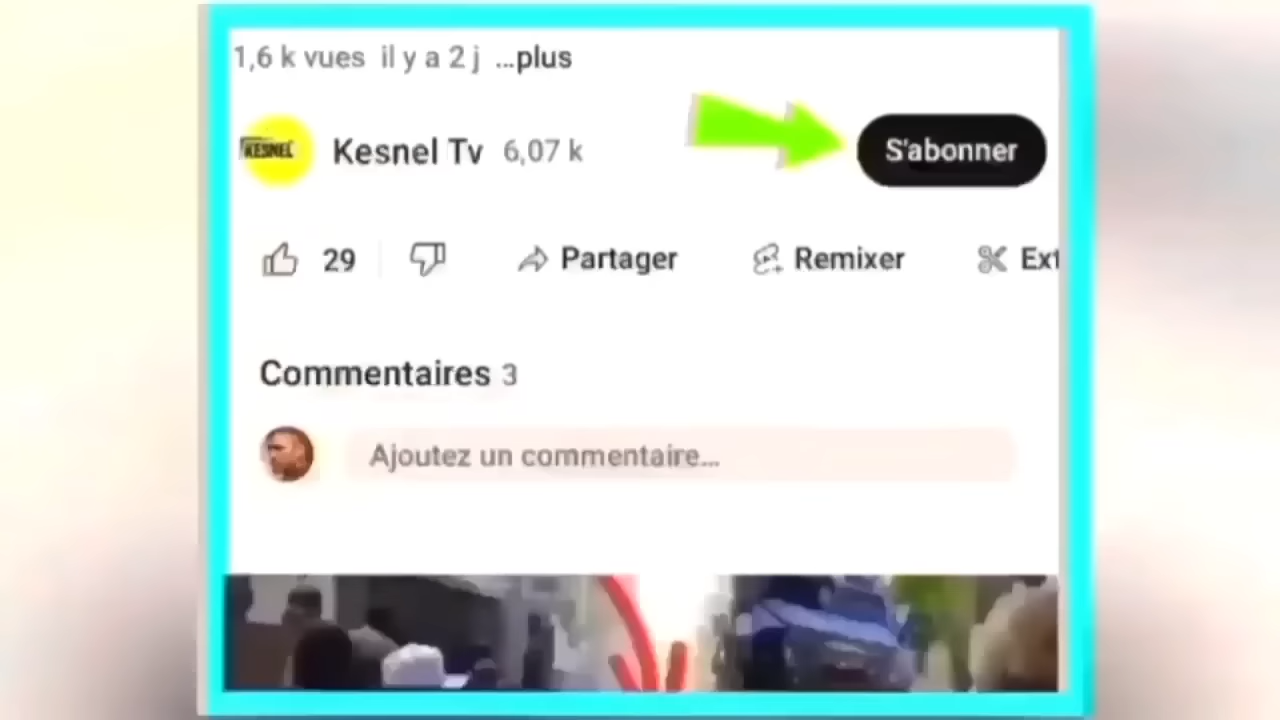 1,6 k vues il y a 2 j ...plus
KESNEL
Kesnel Tv 6,07 k
S'abonner
29
Partager
Remixer
Ext
Commentaires 3
Ajoutez un commentaire...